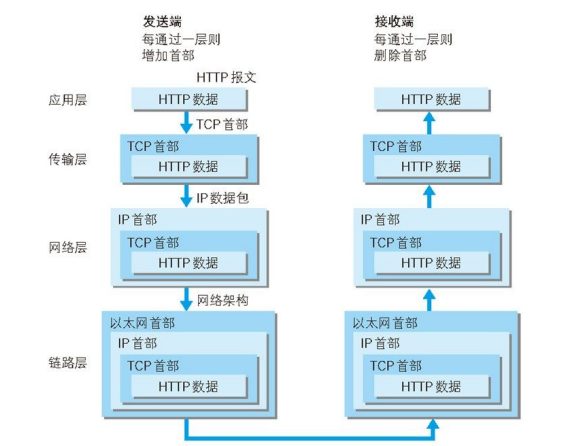 发送端
每通过一层则
增加首部
接收端
每通过一层则
删除首部
HTTP 报文
应用层
HTTP 数据
HTTP 数据
TCP 首部
传输层
TCP 首部
HTTP 数据
TCP 首部
HTTP 数据
IP 数据包
网络层
IP 首部
TCP 首部
HTTP 数据
IP 首部
TCP 首部
HTTP 数据
网络架构
链路层
以太网首部
IP 首部
TCP 首部
HTTP 数据
以太网首部
IP 首部
TCP 首部
HTTP 数据